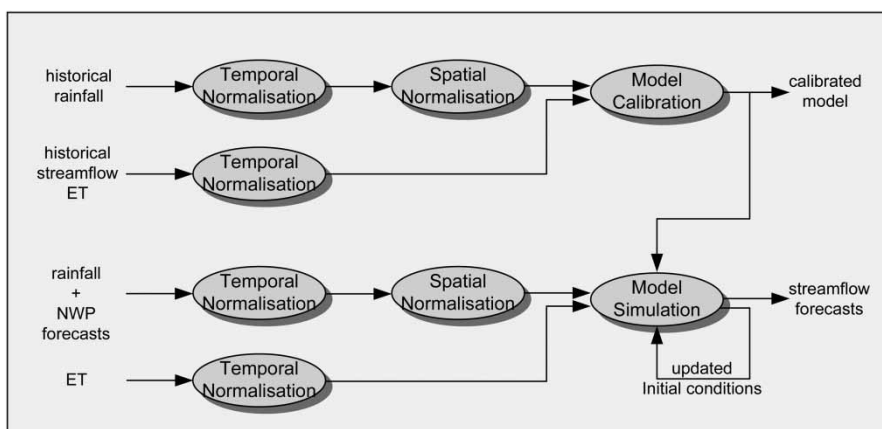 historical
rainfall
Temporal
Normalisation
Spatial
Normalisation
Model
Calibration
calibrated
model
historical
streamflow
ET
Temporal
Normalisation
rainfall
+
NWP
forecasts
Temporal
Normalisation
Spatial
Normalisation
Model
Simulation
streamflow
forecasts
ET
Temporal
Normalisation
updated
Initial conditions